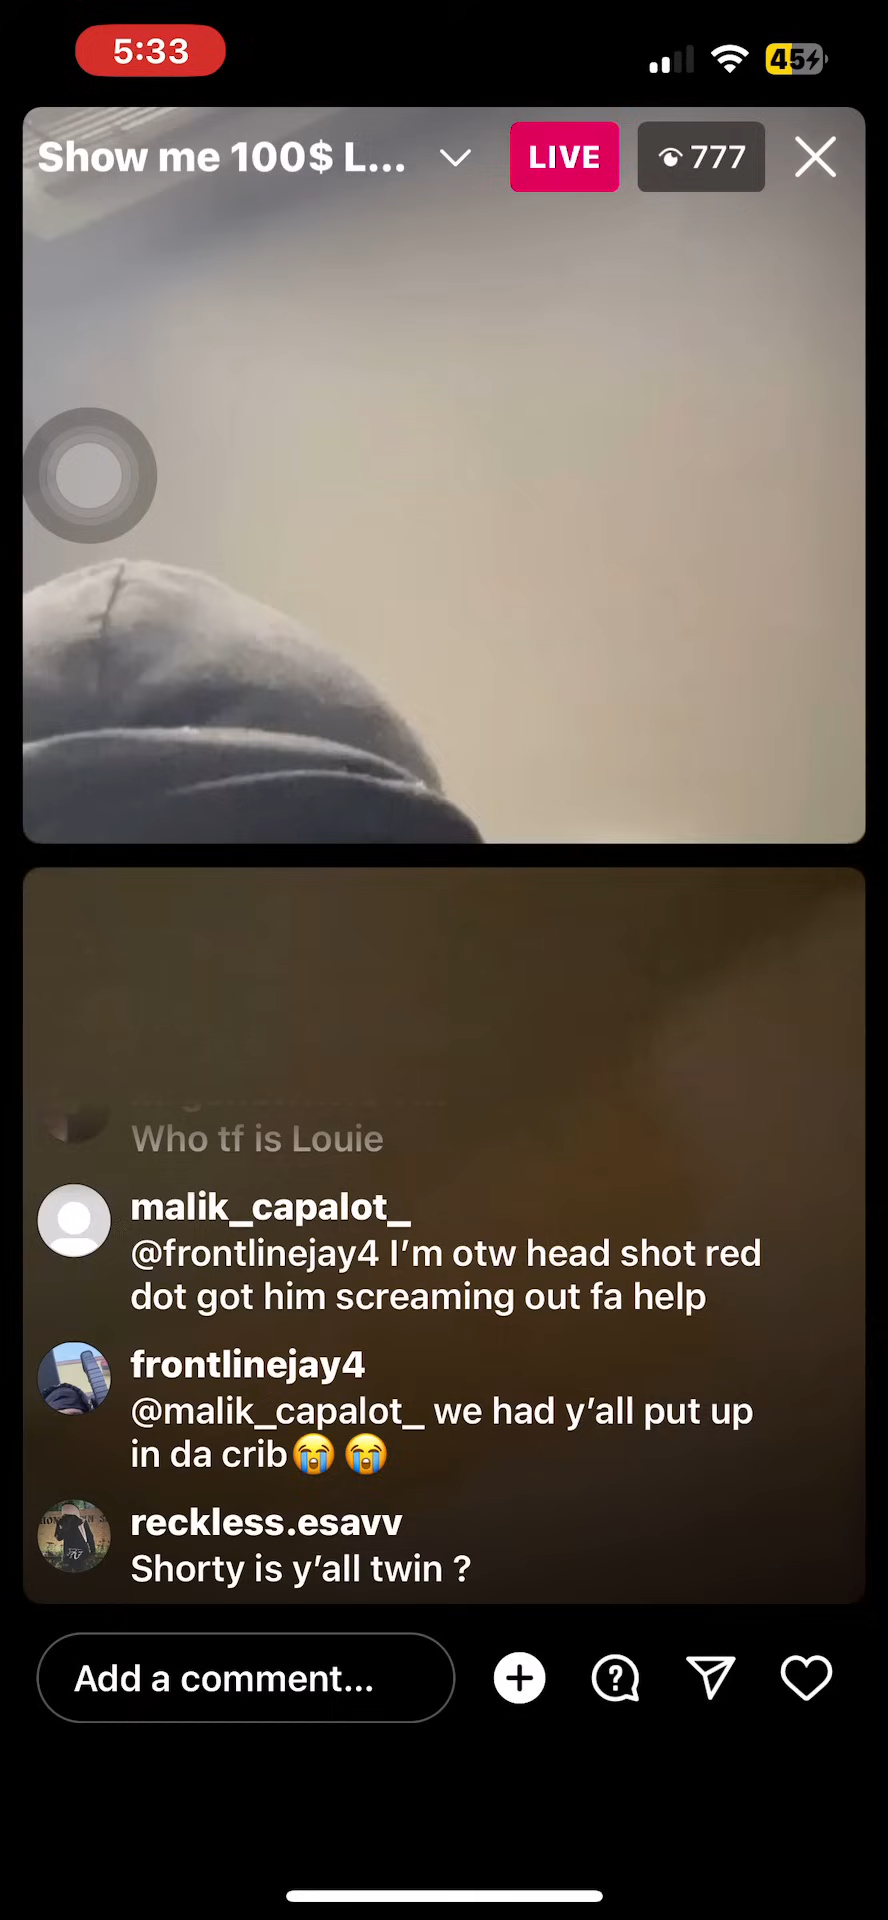 5:33
45
Show me 100$ L...
LIVE
777
Who tf is Louie
malik_capalot_
@frontlinejay4 I’m otw head shot red
dot got him screaming out fa help
frontlinejay4
@malik_capalot_ we had y’all put up
in da crib😭😭
reckless.esavv
Shorty is y’all twin ?
Add a comment...